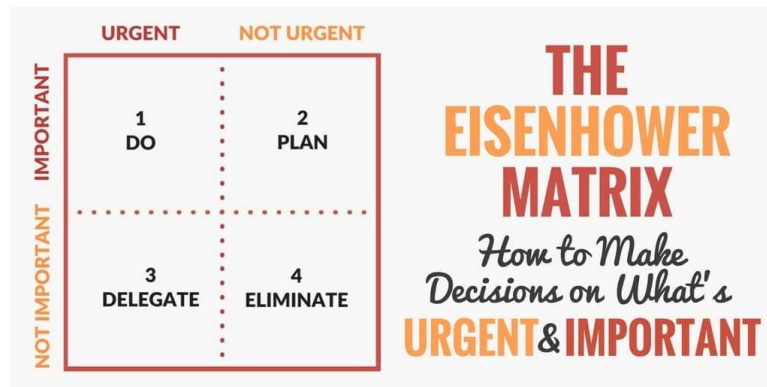 URGENT NOT URGENT
IMPORTANT
1
DO
2
PLAN
NOT IMPORTANT
3
DELEGATE
4
ELIMINATE
THE
EISENHOWER
MATRIX
How to Make
Decisions on What's
URGENT & IMPORTANT